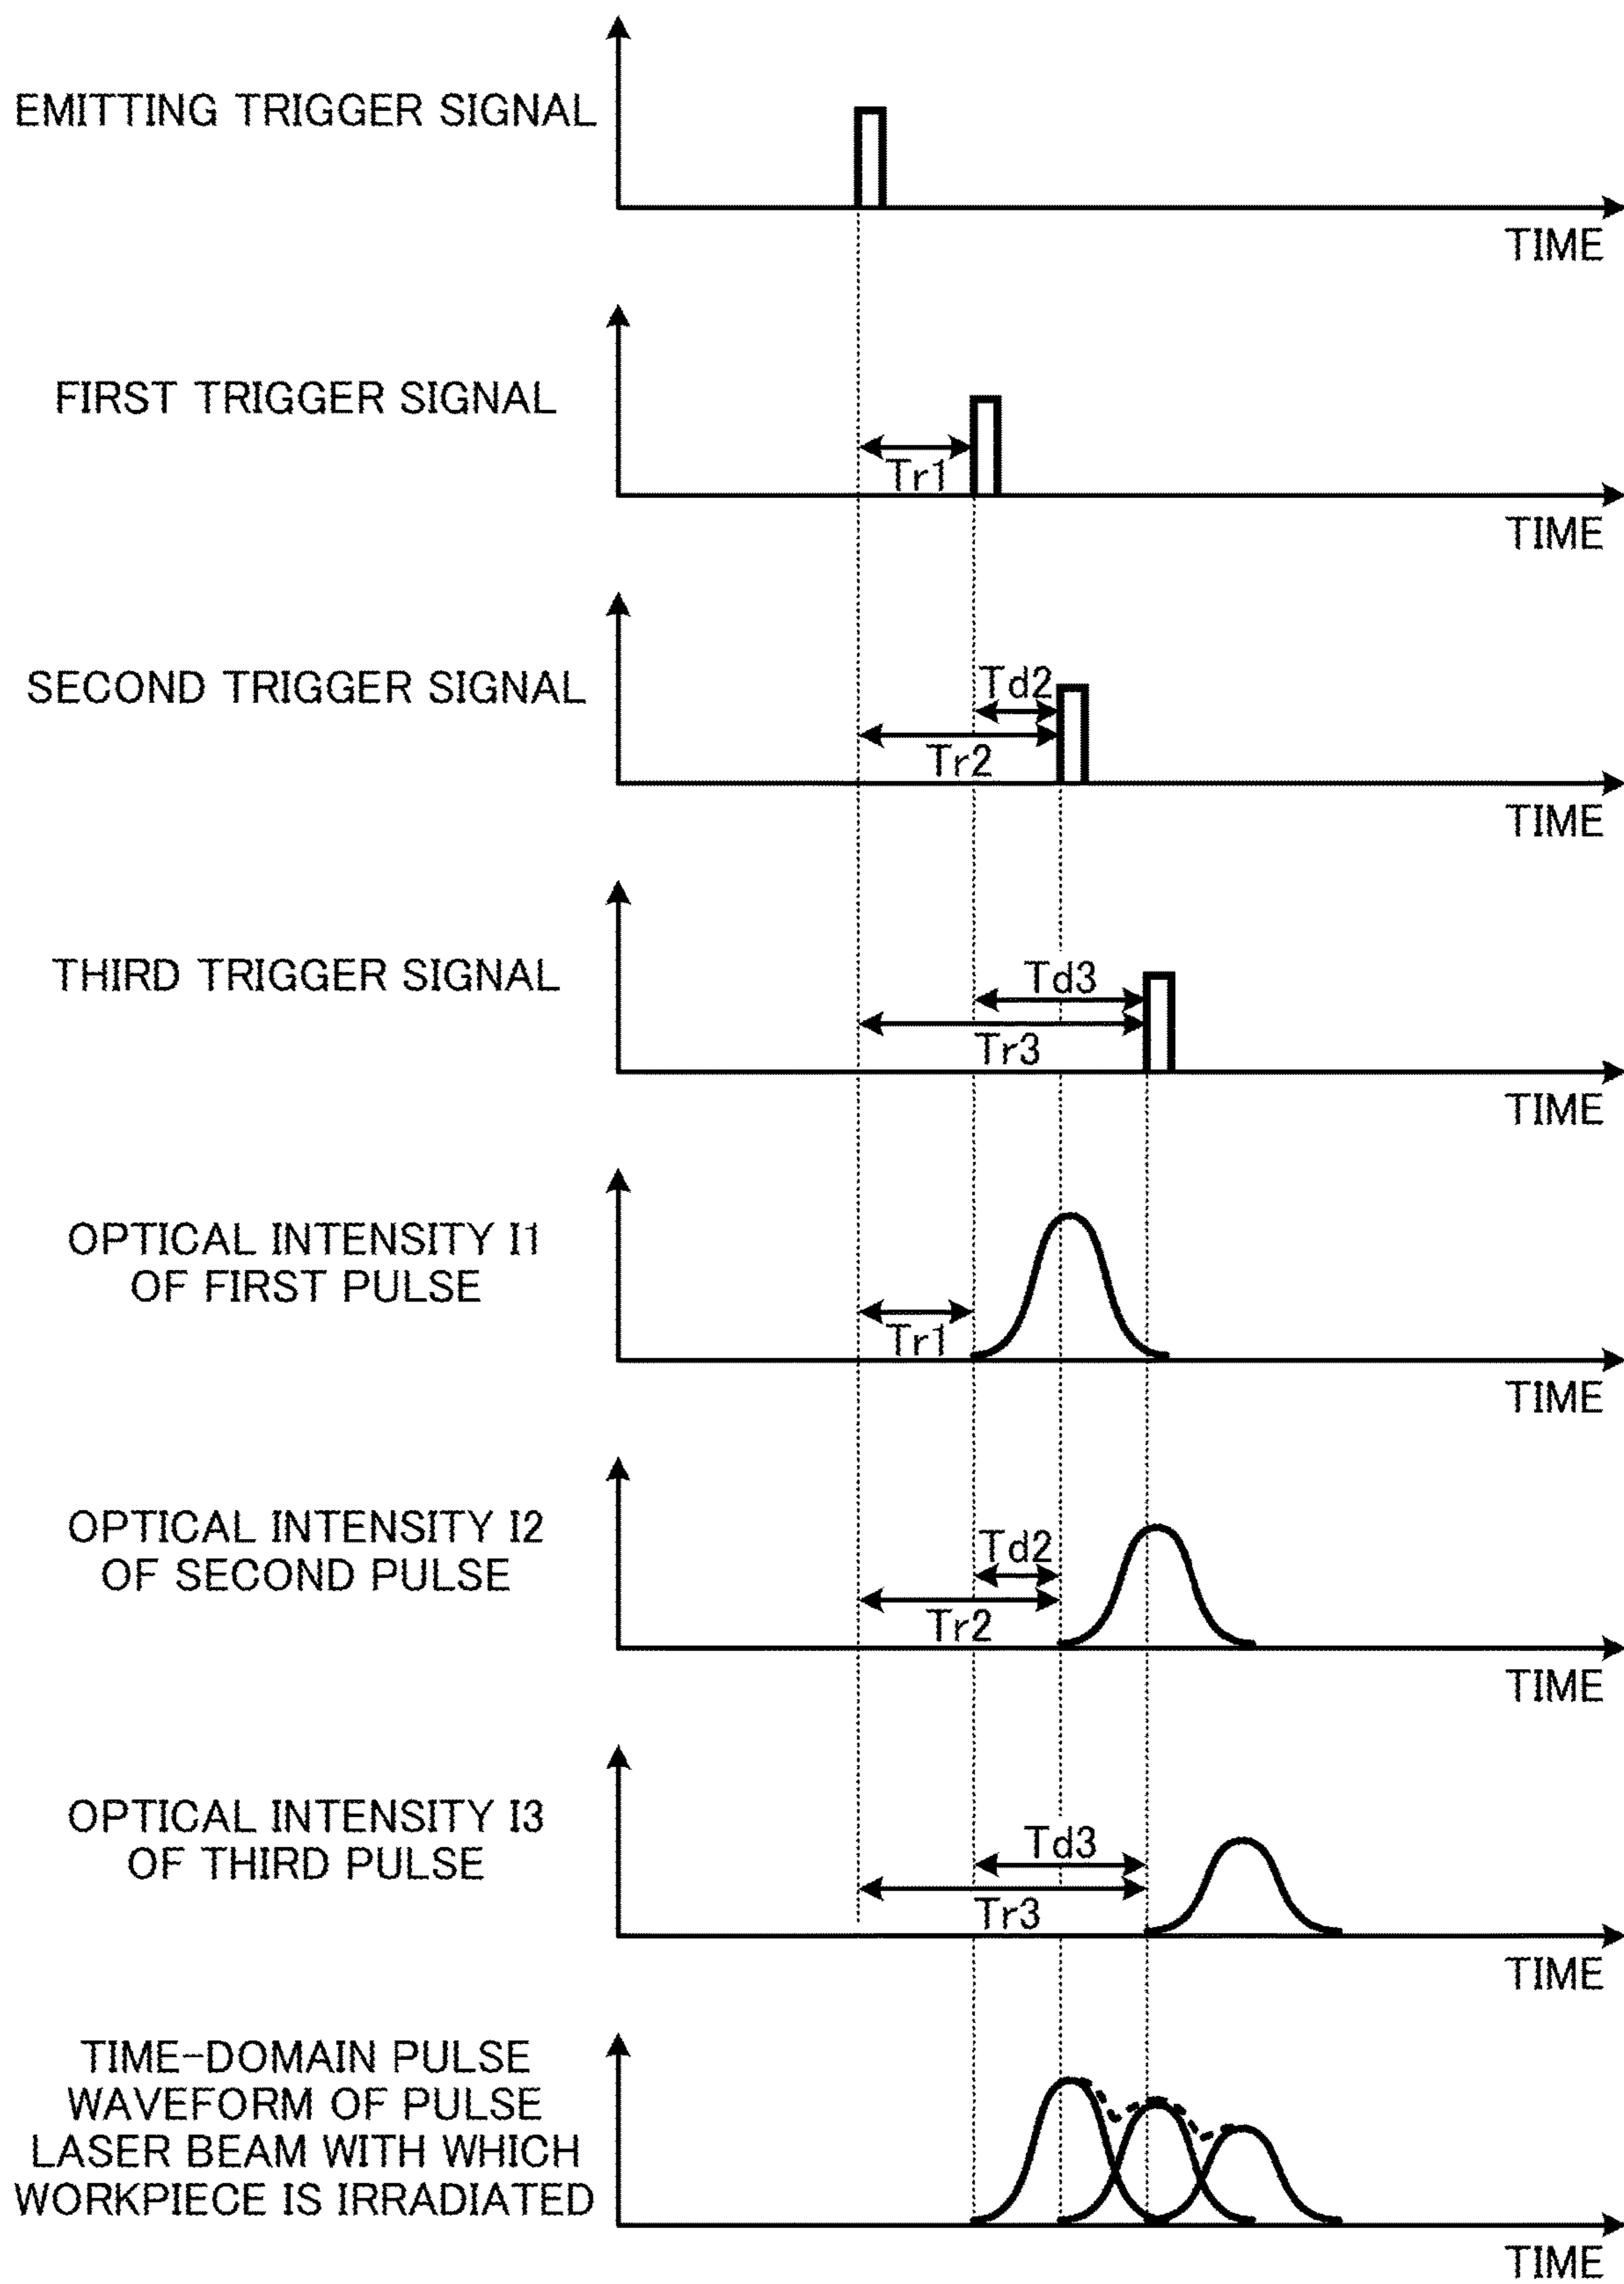 EMITTING TRIGGER SIGNAL
TIME
FIRST TRIGGER SIGNAL
Tr1
TIME
SECOND TRIGGER SIGNAL
Td2
Tr2
TIME
THIRD TRIGGER SIGNAL
Td3
Tr3
TIME
OPTICAL INTENSITY I1
OF FIRST PULSE
Tr1
TIME
OPTICAL INTENSITY I2
OF SECOND PULSE
Td2
Tr2
TIME
OPTICAL INTENSITY I3
OF THIRD PULSE
Td3
Tr3
TIME
TIME-DOMAIN PULSE
WAVEFORM OF PULSE
LASER BEAM WITH WHICH
WORKPIECE IS IRRADIATED
TIME